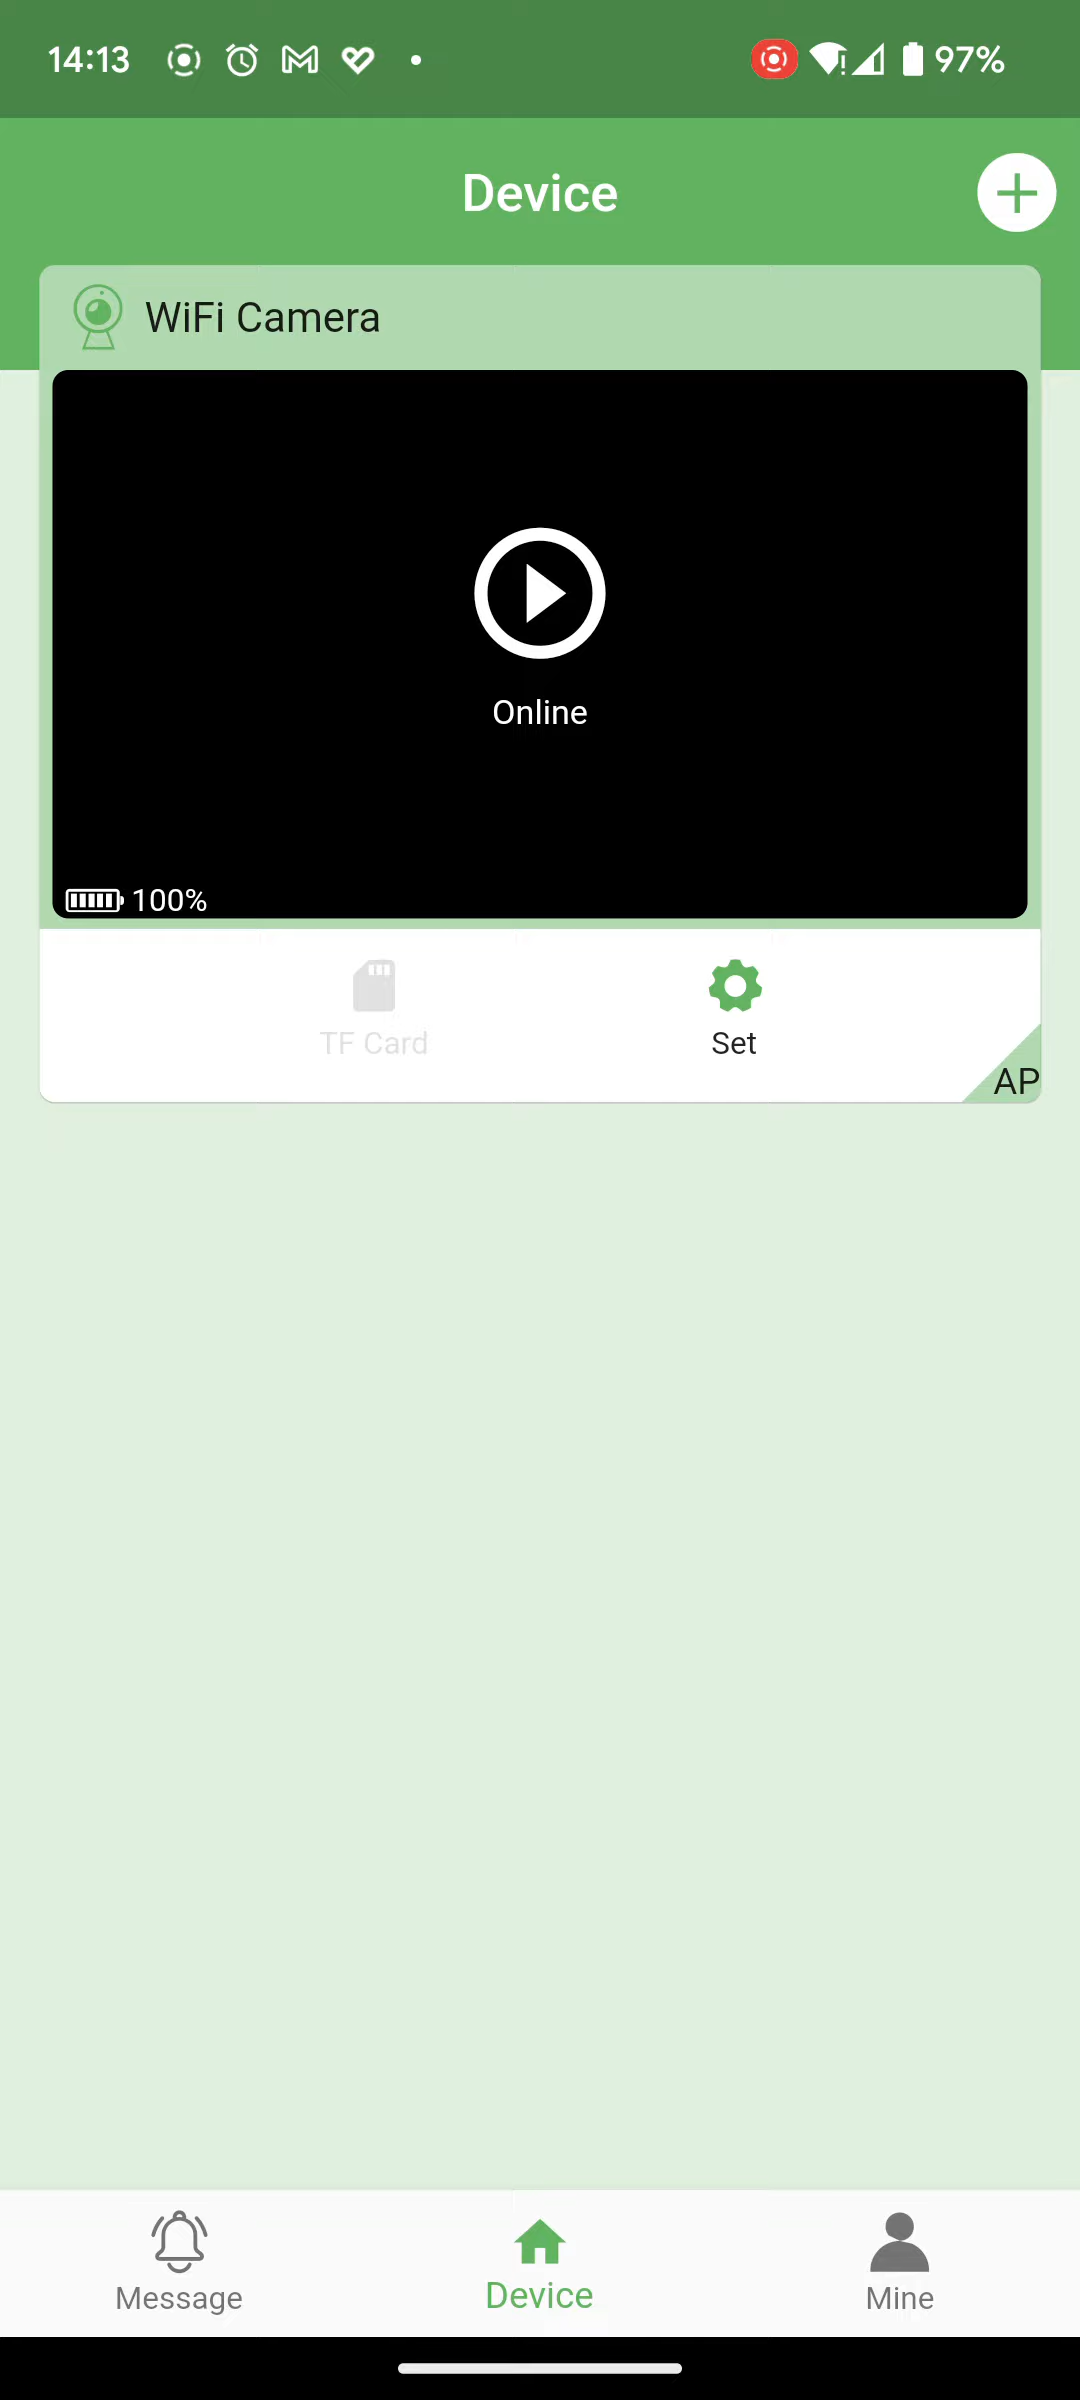 14:13
97%
Device
WiFi Camera
Online
100%
TF Card
Set
AP
Message
Device
Mine